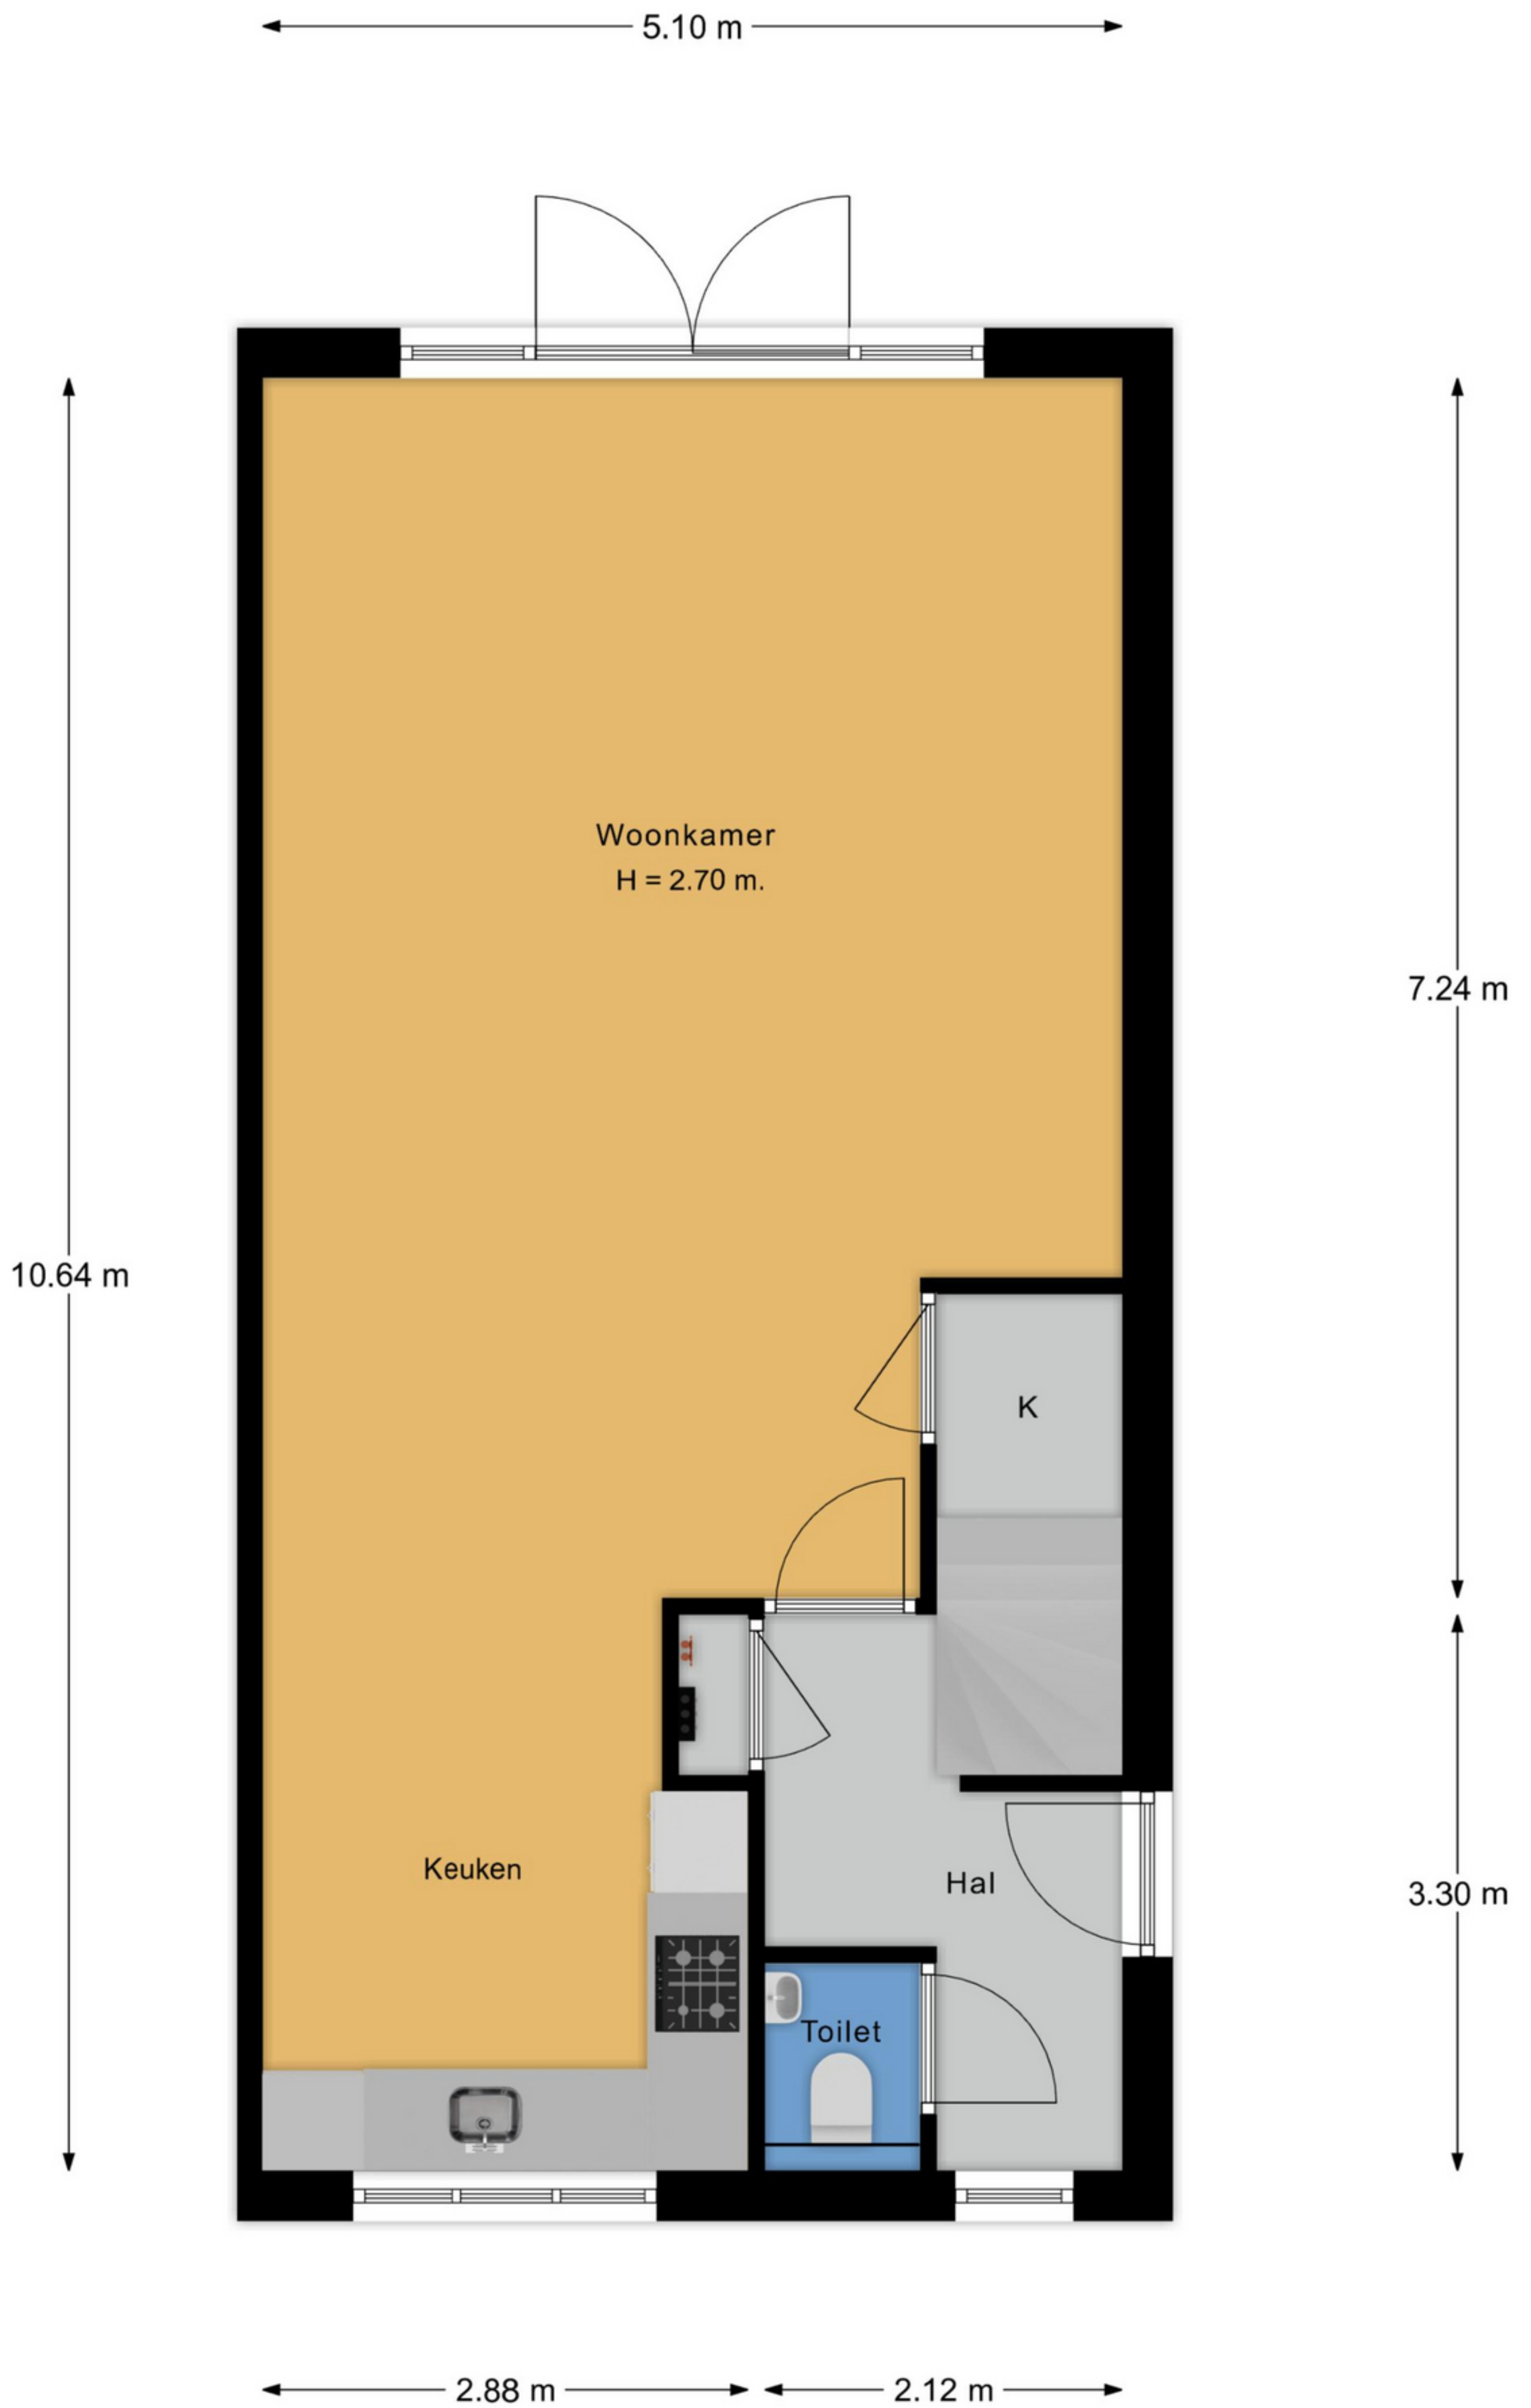 5.10 m
Woonkamer
H = 2.70 m.
7.24 m
10.64 m
K
Keuken
Hal
3.30 m
Toilet
2.88 m
2.12 m